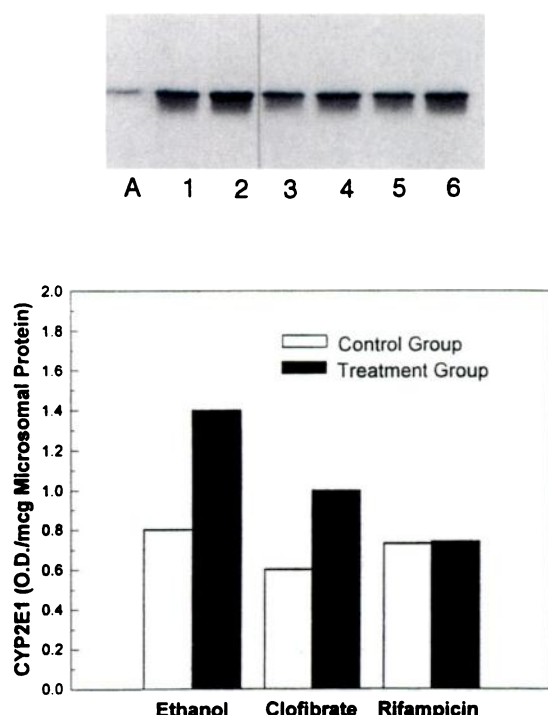 A 1 2 3 4 5 6
CYP2E1 (O.D./mcg Microsomal Protein)
2.0
1.8
1.6
1.4
1.2
1.0
0.8
0.6
0.4
0.2
0.0
Control Group
Treatment Group
Ethanol Clofibrate Rifampicin